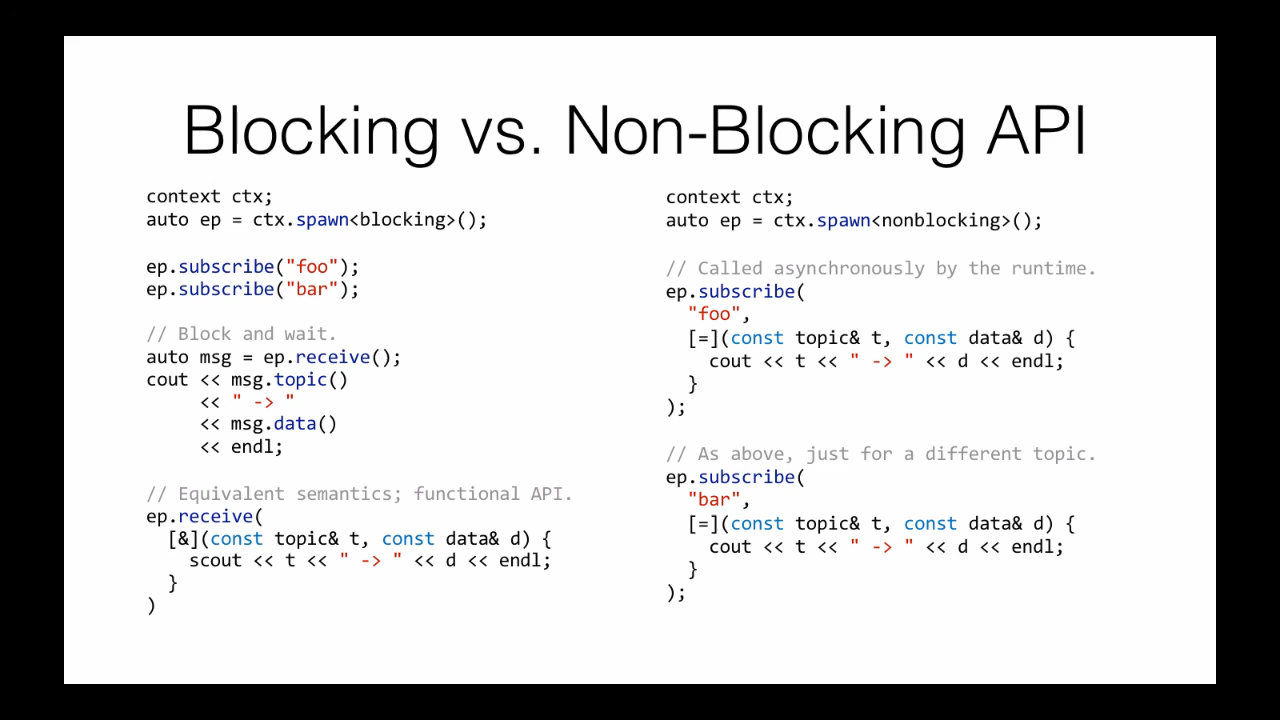 Blocking vs. Non-Blocking API
context ctx;
auto ep = ctx.spawn<blocking>();
ep.subscribe("foo");
ep.subscribe("bar");
// Block and wait.
auto msg = ep.receive();
cout << msg.topic()
<< " -> "
<< msg.data()
<< endl;
// Equivalent semantics; functional API.
ep.receive(
[&](const topic& t, const data& d) {
scout << t << " -> " << d << endl;
}
)
context ctx;
auto ep = ctx.spawn<nonblocking>();
// Called asynchronously by the runtime.
ep.subscribe(
"foo",
[=](const topic& t, const data& d) {
cout << t << " -> " << d << endl;
}
);
// As above, just for a different topic.
ep.subscribe(
"bar",
[=](const topic& t, const data& d) {
cout << t << " -> " << d << endl;
}
);